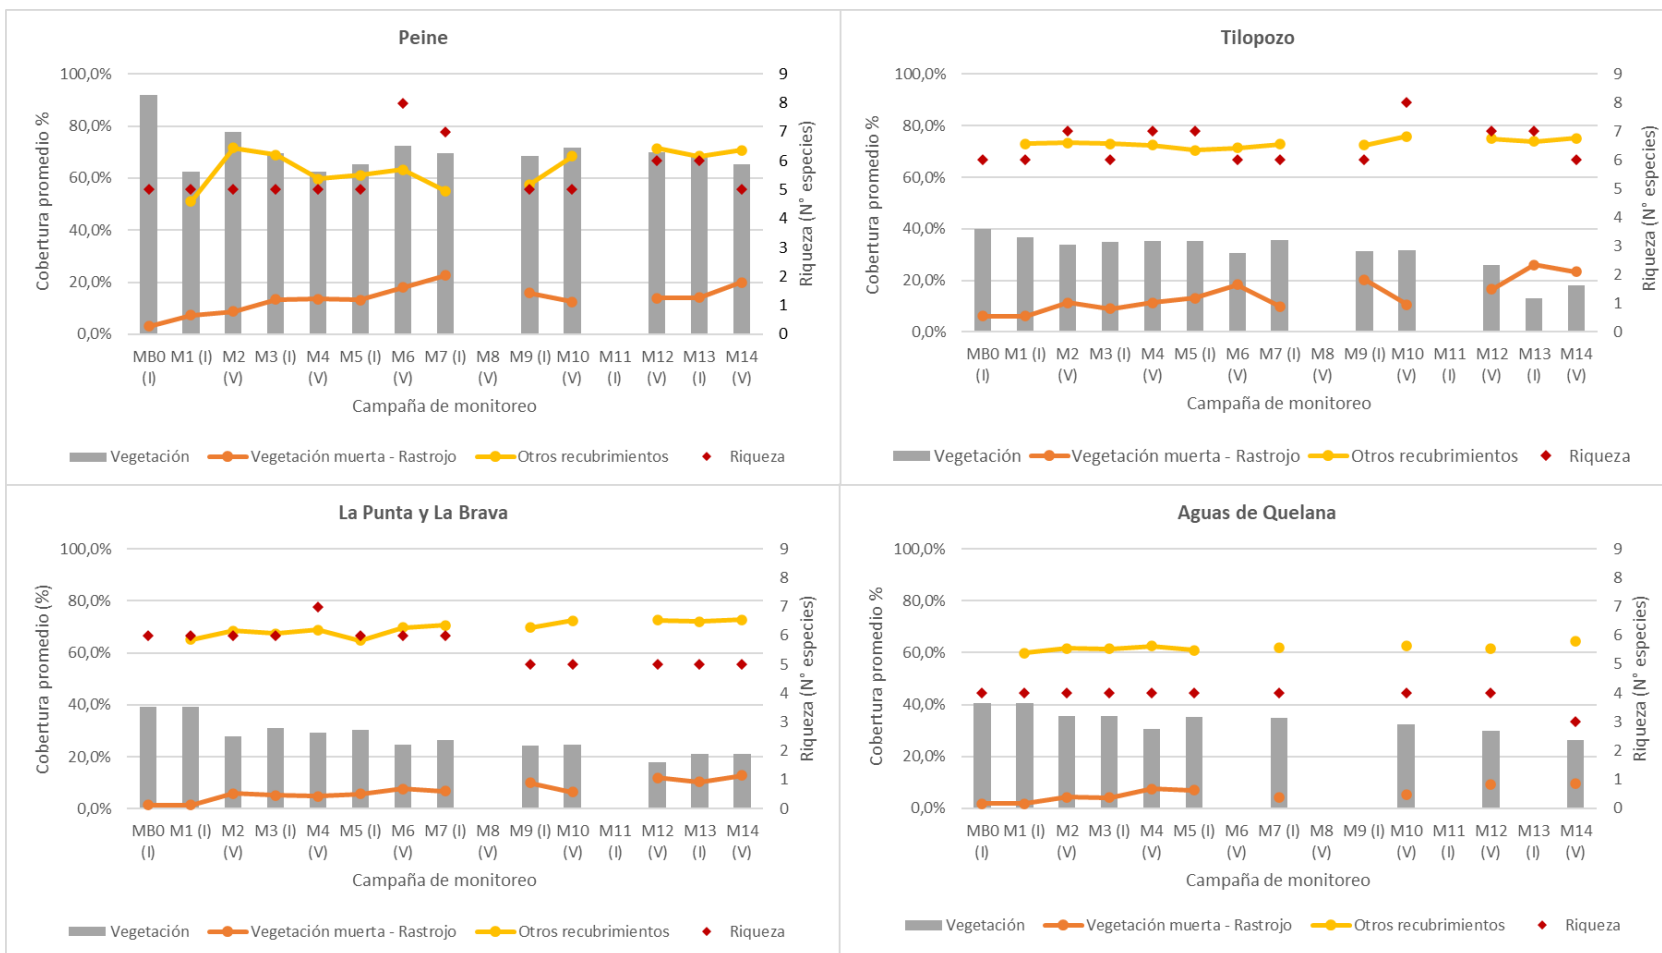 Peine
Cobertura promedio %
100,0%
80,0%
60,0%
40,0%
20,0%
0,0%
9
8
7
6
5
4
3
2
1
0
Riqueza (N° especies)
MB0 (I)
M1 (I)
M2 (V)
M3 (I)
M4 (V)
M5 (I)
M6 (V)
M7 (I)
M8 (V)
M9 (I)
M10 (V)
M11 (I)
M12 (V)
M13 (I)
M14 (V)
Campaña de monitoreo
Vegetación
Vegetación muerta - Rastrojo
Otros recubrimientos
Riqueza
Tilopozo
Cobertura promedio %
100,0%
80,0%
60,0%
40,0%
20,0%
0,0%
9
8
7
6
5
4
3
2
1
0
Riqueza (N° especies)
MB0 (I)
M1 (I)
M2 (V)
M3 (I)
M4 (V)
M5 (I)
M6 (V)
M7 (I)
M8 (V)
M9 (I)
M10 (V)
M11 (I)
M12 (V)
M13 (I)
M14 (V)
Campaña de monitoreo
Vegetación
Vegetación muerta - Rastrojo
Otros recubrimientos
Riqueza
La Punta y La Brava
Cobertura promedio (%)
100,0%
80,0%
60,0%
40,0%
20,0%
0,0%
9
8
7
6
5
4
3
2
1
0
Riqueza (N° especies)
MB0 (I)
M1 (I)
M2 (V)
M3 (I)
M4 (V)
M5 (I)
M6 (V)
M7 (I)
M8 (V)
M9 (I)
M10 (V)
M11 (I)
M12 (V)
M13 (I)
M14 (V)
Campaña de monitoreo
Vegetación
Vegetación muerta - Rastrojo
Otros recubrimientos
Riqueza
Aguas de Quelana
Cobertura promedio %
100,0%
80,0%
60,0%
40,0%
20,0%
0,0%
9
8
7
6
5
4
3
2
1
0
Riqueza (N° especies)
MB0 (I)
M1 (I)
M2 (V)
M3 (I)
M4 (V)
M5 (I)
M6 (V)
M7 (I)
M8 (V)
M9 (I)
M10 (V)
M11 (I)
M12 (V)
M13 (I)
M14 (V)
Campaña de monitoreo
Vegetación
Vegetación muerta - Rastrojo
Otros recubrimientos
Riqueza